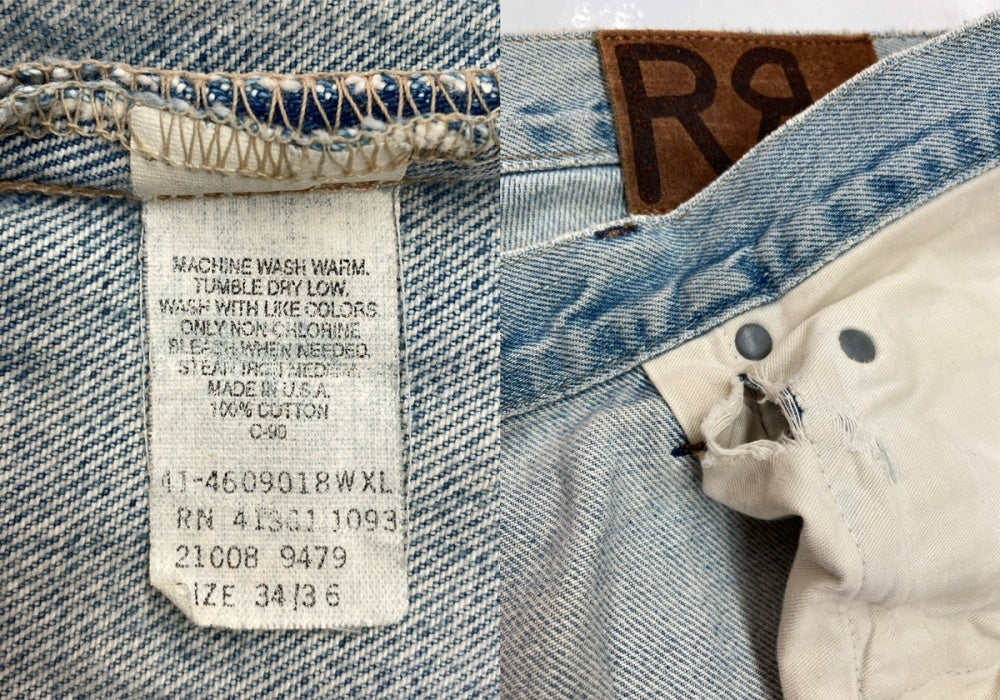 MACHINE WASH WARM.
TUMBLE DRY LOW.
WASH WITH LIKE COLORS
ONLY NON-CHLORINE
BLEACH WHEN NEEDED.
STEAM IRON MEDIUM.
MADE IN U.S.A.
100% COTTON
C-90
41-4609018WXL
RN 41381 1093
21008 9479
SIZE 34/36
RR